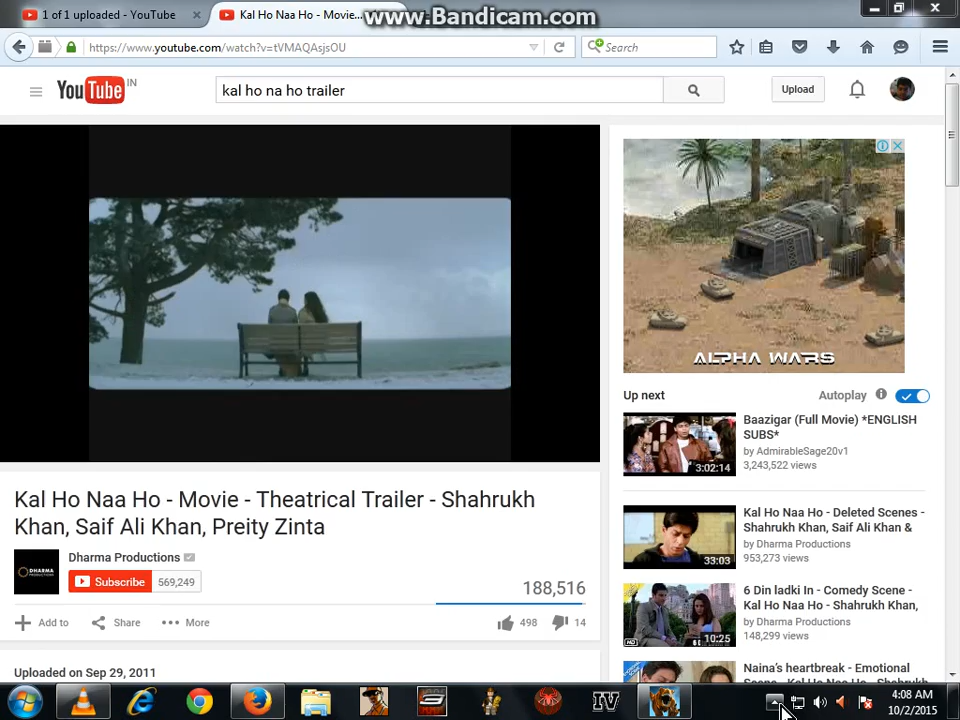 www.Bandicam.com
1 of 1 uploaded - YouTube
Kal Ho Naa Ho - Movie...
https://www.youtube.com/watch?v=tVMAQAsjsOU
Search
YouTube IN
kal ho na ho trailer
Upload
ALPHA WARS
Up next
Autoplay
Baazigar (Full Movie) *ENGLISH
SUBS*
by AdmirableSage20v1
3,243,522 views
3:02:14
Kal Ho Naa Ho - Deleted Scenes -
Shahrukh Khan, Saif Ali Khan &
by Dharma Productions
953,273 views
33:03
6 Din ladki In - Comedy Scene -
Kal Ho Naa Ho - Shahrukh Khan,
by Dharma Productions
148,299 views
HD
10:25
Naina's heartbreak - Emotional
Kal Ho Naa Ho - Movie - Theatrical Trailer - Shahrukh
Khan, Saif Ali Khan, Preity Zinta
DHARMA
Dharma Productions
Subscribe
569,249
188,516
Add to
Share
More
498
14
Uploaded on Sep 29, 2011
IV
4:08 AM
10/2/2015